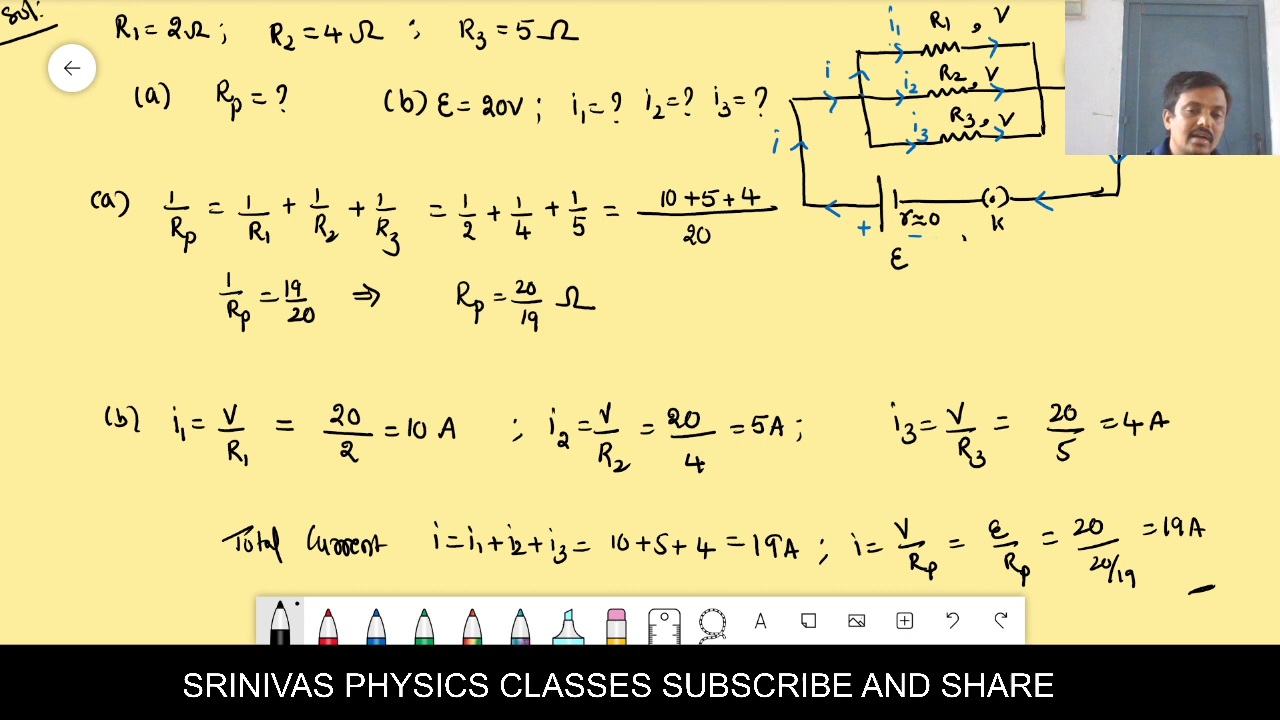 Sol:
R₁ = 2Ω ; R₂ = 4Ω ; R₃ = 5Ω
(a) Rₚ = ? (b) ε = 20V ; i₁ = ? i₂ = ? i₃ = ?
i₁ R₁ , V
i i₂ R₂ , V
i i₃ R₃ , V
+ r≈0 − K
ε
(a) 1/Rₚ = 1/R₁ + 1/R₂ + 1/R₃ = 1/2 + 1/4 + 1/5 = (10+5+4)/20
1/Rₚ = 19/20 ⇒ Rₚ = 20/19 Ω
(b) i₁ = V/R₁ = 20/2 = 10 A ; i₂ = V/R₂ = 20/4 = 5A ; i₃ = V/R₃ = 20/5 = 4A
Total Current i = i₁ + i₂ + i₃ = 10+5+4 = 19A ; i = V/Rₚ = ε/Rₚ = 20/(20/19) = 19A
A
SRINIVAS PHYSICS CLASSES SUBSCRIBE AND SHARE